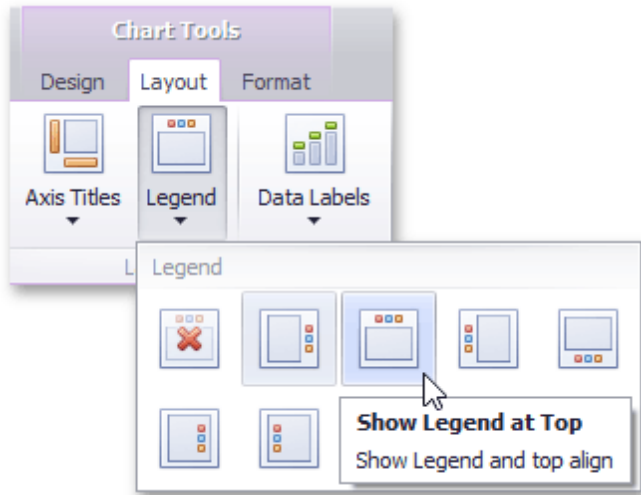 Chart Tools
Design Layout Format
Axis Titles Legend Data Labels
L
Legend
Show Legend at Top
Show Legend and top align